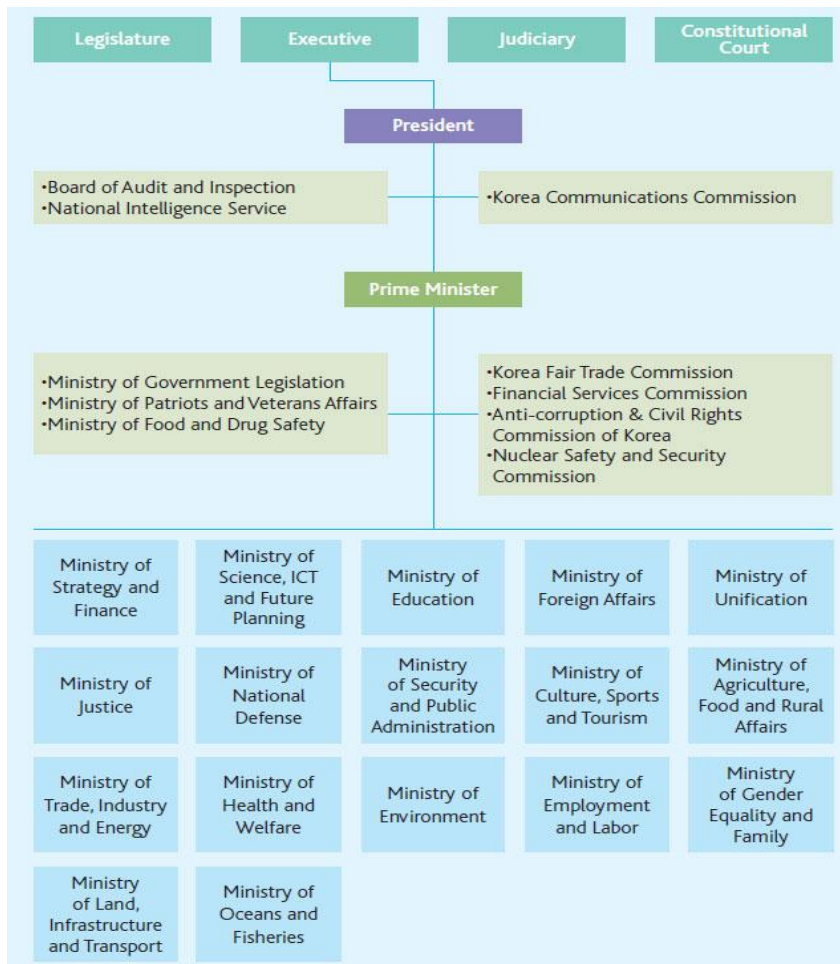 Legislature
Executive
Judiciary
Constitutional
Court
President
•Board of Audit and Inspection
•National Intelligence Service
•Korea Communications Commission
Prime Minister
•Ministry of Government Legislation
•Ministry of Patriots and Veterans Affairs
•Ministry of Food and Drug Safety
•Korea Fair Trade Commission
•Financial Services Commission
•Anti-corruption & Civil Rights
Commission of Korea
•Nuclear Safety and Security
Commission
Ministry of
Strategy and
Finance
Ministry of
Science, ICT
and Future
Planning
Ministry of
Education
Ministry of
Foreign Affairs
Ministry of
Unification
Ministry of
Justice
Ministry of
National
Defense
Ministry
of Security
and Public
Administration
Ministry of
Culture, Sports
and Tourism
Ministry of
Agriculture,
Food and Rural
Affairs
Ministry of
Trade, Industry
and Energy
Ministry of
Health and
Welfare
Ministry of
Environment
Ministry of
Employment
and Labor
Ministry
of Gender
Equality and
Family
Ministry
of Land,
Infrastructure
and Transport
Ministry of
Oceans and
Fisheries